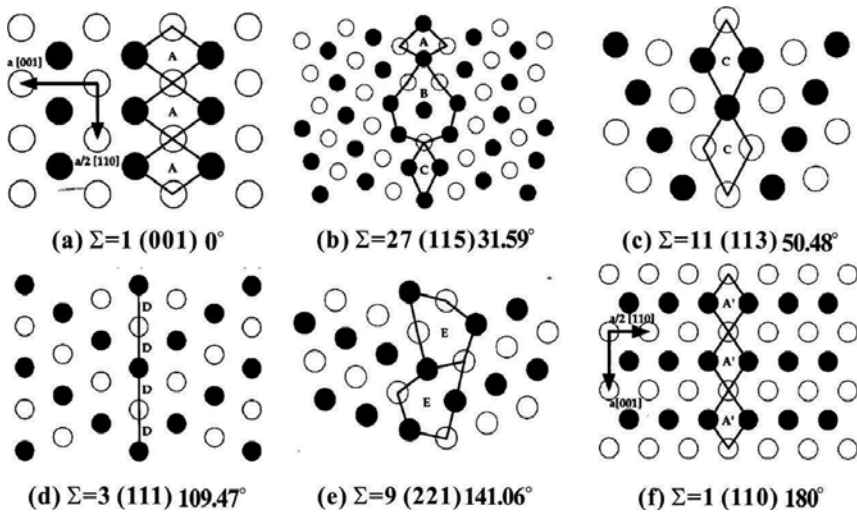 a [001]
a/2 [110]
A
A
A
A
B
C
C
C
(a) Σ=1 (001) 0°
(b) Σ=27 (115) 31.59°
(c) Σ=11 (113) 50.48°
D
D
D
D
E
E
a/2 [110]
a[001]
A'
A'
A'
(d) Σ=3 (111) 109.47°
(e) Σ=9 (221) 141.06°
(f) Σ=1 (110) 180°